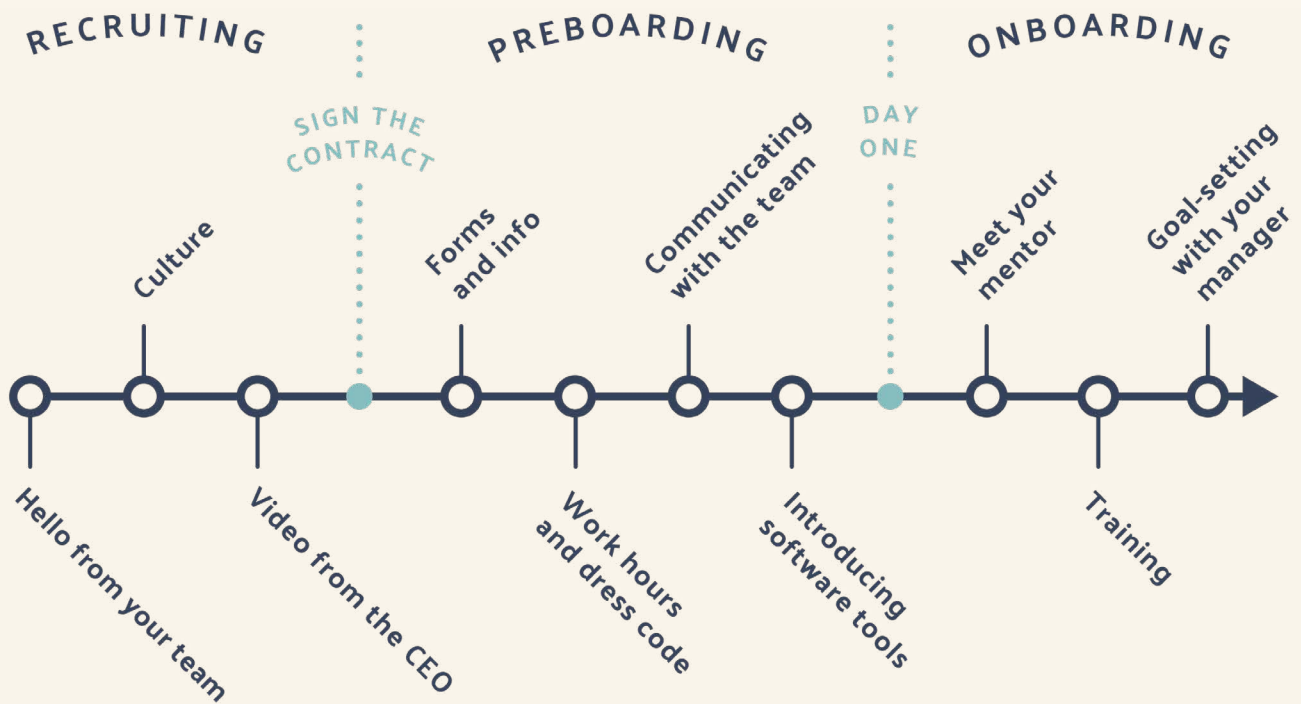 RECRUITING
PREBOARDING
ONBOARDING
SIGN THE
CONTRACT
DAY
ONE
Culture
Forms
and info
Communicating
with the team
Meet your
mentor
Goal-setting
with your
manager
Hello from your team
Video from the CEO
Work hours
and dress code
Introducing
software tools
Training